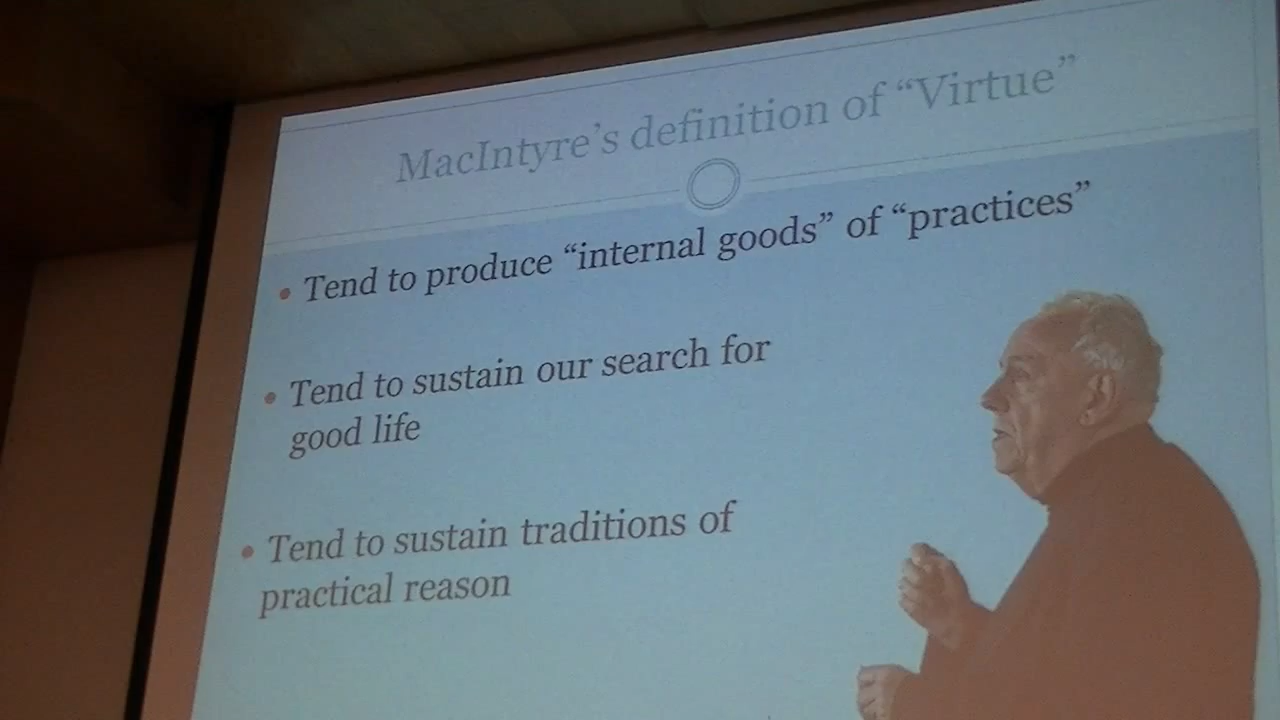 MacIntyre's definition of “Virtue”
• Tend to produce “internal goods” of “practices”
• Tend to sustain our search for
good life
• Tend to sustain traditions of
practical reason